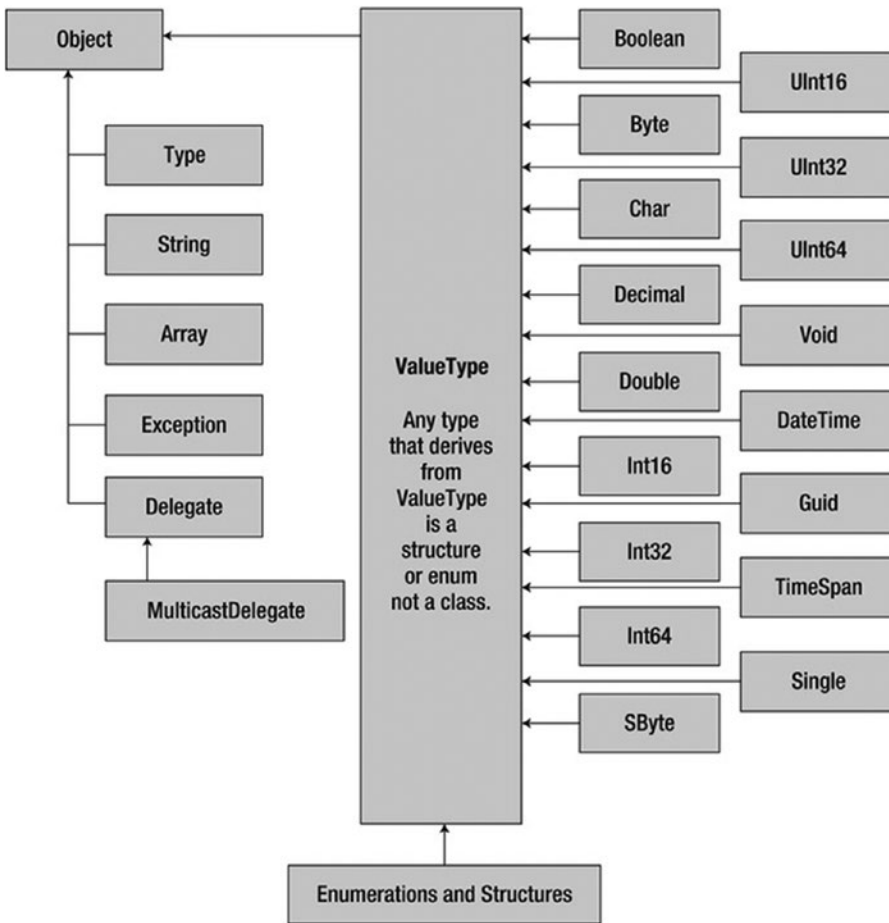 Object
Type
String
Array
Exception
Delegate
MulticastDelegate
ValueType
Any type
that derives
from
ValueType
is a
structure
or enum
not a class.
Boolean
UInt16
Byte
UInt32
Char
UInt64
Decimal
Void
Double
DateTime
Int16
Guid
Int32
TimeSpan
Int64
Single
SByte
Enumerations and Structures